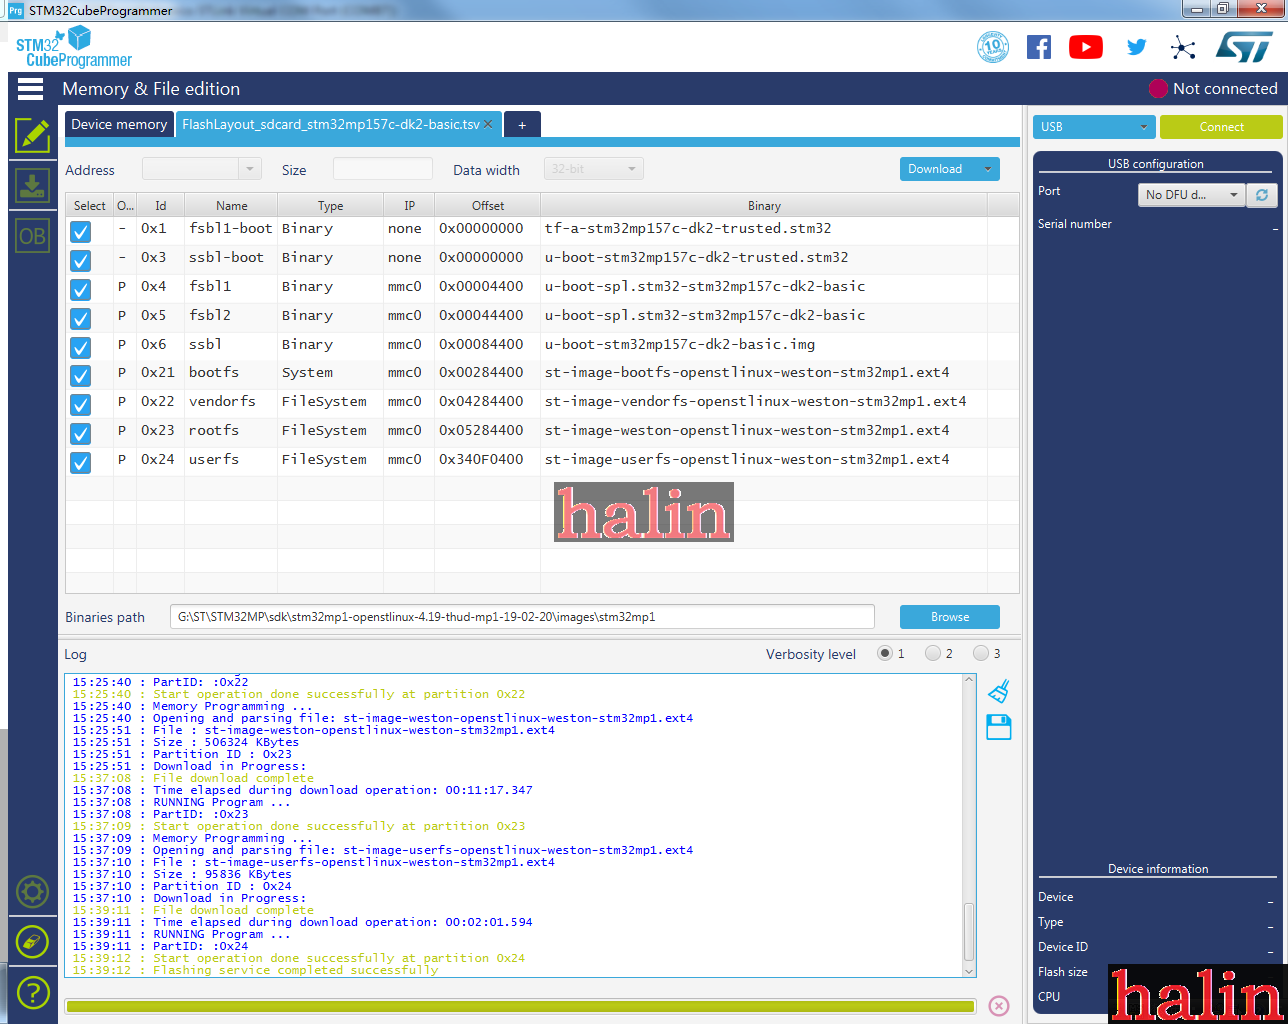 STM32CubeProgrammer
STM32
CubeProgrammer
Memory & File edition
Not connected
Device memory
FlashLayout_sdcard_stm32mp157c-dk2-basic.tsv
+
USB
Connect
Address
Size
Data width
32-bit
Download
USB configuration
Port
No DFU d...
Serial number
_
OB
Select O... Id Name Type IP Offset Binary
- 0x1 fsbl1-boot Binary none 0x00000000 tf-a-stm32mp157c-dk2-trusted.stm32
- 0x3 ssbl-boot Binary none 0x00000000 u-boot-stm32mp157c-dk2-trusted.stm32
P 0x4 fsbl1 Binary mmc0 0x00004400 u-boot-spl.stm32-stm32mp157c-dk2-basic
P 0x5 fsbl2 Binary mmc0 0x00044400 u-boot-spl.stm32-stm32mp157c-dk2-basic
P 0x6 ssbl Binary mmc0 0x00084400 u-boot-stm32mp157c-dk2-basic.img
P 0x21 bootfs System mmc0 0x00284400 st-image-bootfs-openstlinux-weston-stm32mp1.ext4
P 0x22 vendorfs FileSystem mmc0 0x04284400 st-image-vendorfs-openstlinux-weston-stm32mp1.ext4
P 0x23 rootfs FileSystem mmc0 0x05284400 st-image-weston-openstlinux-weston-stm32mp1.ext4
P 0x24 userfs FileSystem mmc0 0x340F0400 st-image-userfs-openstlinux-weston-stm32mp1.ext4
halin
Binaries path
G:\ST\STM32MP\sdk\stm32mp1-openstlinux-4.19-thud-mp1-19-02-20\images\stm32mp1
Browse
Log
Verbosity level 1 2 3
15:25:40 : PartID: :0x22
15:25:40 : Start operation done successfully at partition 0x22
15:25:40 : Memory Programming ...
15:25:40 : Opening and parsing file: st-image-weston-openstlinux-weston-stm32mp1.ext4
15:25:51 : File : st-image-weston-openstlinux-weston-stm32mp1.ext4
15:25:51 : Size : 506324 KBytes
15:25:51 : Partition ID : 0x23
15:25:51 : Download in Progress:
15:37:08 : File download complete
15:37:08 : Time elapsed during download operation: 00:11:17.347
15:37:08 : RUNNING Program ...
15:37:08 : PartID: :0x23
15:37:09 : Start operation done successfully at partition 0x23
15:37:09 : Memory Programming ...
15:37:09 : Opening and parsing file: st-image-userfs-openstlinux-weston-stm32mp1.ext4
15:37:10 : File : st-image-userfs-openstlinux-weston-stm32mp1.ext4
15:37:10 : Size : 95836 KBytes
15:37:10 : Partition ID : 0x24
15:37:10 : Download in Progress:
15:39:11 : File download complete
15:39:11 : Time elapsed during download operation: 00:02:01.594
15:39:11 : RUNNING Program ...
15:39:11 : PartID: :0x24
15:39:12 : Start operation done successfully at partition 0x24
15:39:12 : Flashing service completed successfully
Device information
Device _
Type _
Device ID _
Flash size
CPU
halin